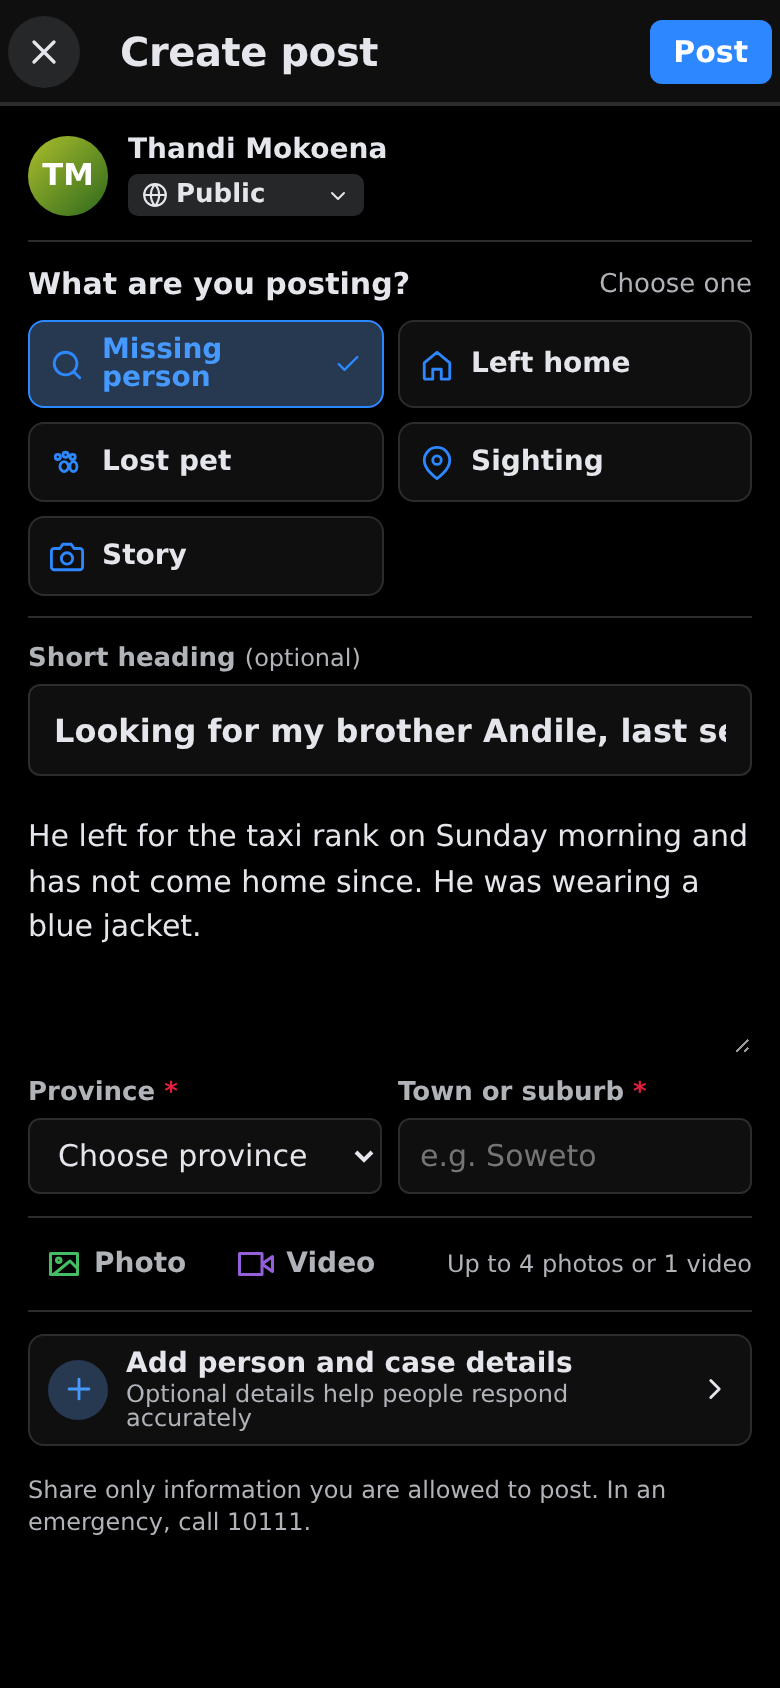 Create post
Post
TM
Thandi Mokoena
Public
What are you posting?
Choose one
Missing person
Left home
Lost pet
Sighting
Story
Short heading (optional)
Looking for my brother Andile, last
He left for the taxi rank on Sunday morning and
has not come home since. He was wearing a
blue jacket.
Province *
Town or suburb *
Choose province
e.g. Soweto
Photo
Video
Up to 4 photos or 1 video
Add person and case details
Optional details help people respond
accurately
Share only information you are allowed to post. In an
emergency, call 10111.